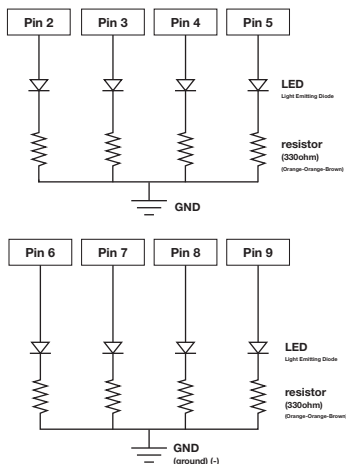 Pin 2 Pin 3 Pin 4 Pin 5
LED
Light Emitting Diode
resistor
(330ohm)
(Orange-Orange-Brown)
GND
Pin 6 Pin 7 Pin 8 Pin 9
LED
Light Emitting Diode
resistor
(330ohm)
(Orange-Orange-Brown)
GND
(ground) (-)